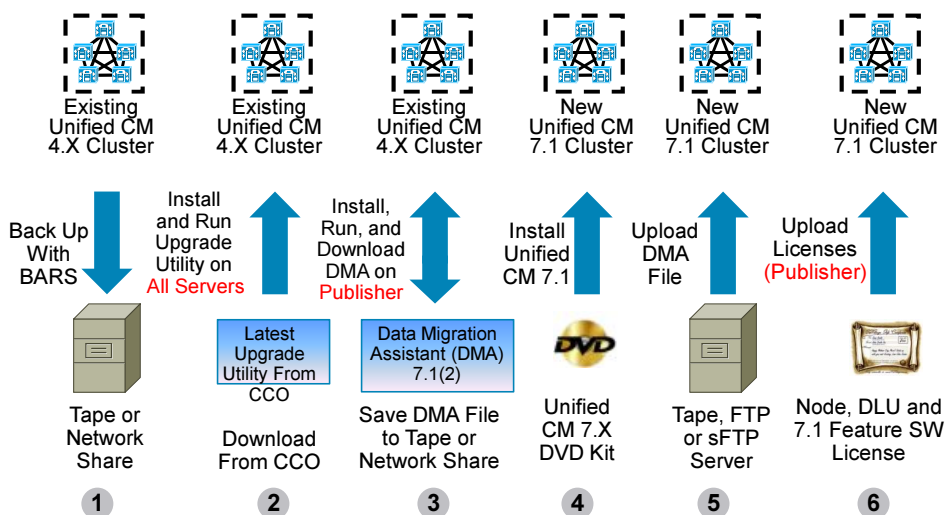 Existing
Unified CM
4.X Cluster
Existing
Unified CM
4.X Cluster
Existing
Unified CM
4.X Cluster
New
Unified CM
7.1 Cluster
New
Unified CM
7.1 Cluster
New
Unified CM
7.1 Cluster
Back Up
With
BARS
Install
and Run
Upgrade
Utility on
All Servers
Install,
Run, and
Download
DMA on
Publisher
Install
Unified
CM 7.1
Upload
DMA
File
Upload
Licenses
(Publisher)
Latest
Upgrade
Utility From
CCO
Data Migration
Assistant (DMA)
7.1(2)
DVD
Tape or
Network
Share
Download
From CCO
Save DMA File
to Tape or
Network Share
Unified
CM 7.X
DVD Kit
Tape, FTP
or sFTP
Server
Node, DLU and
7.1 Feature SW
License
1
2
3
4
5
6